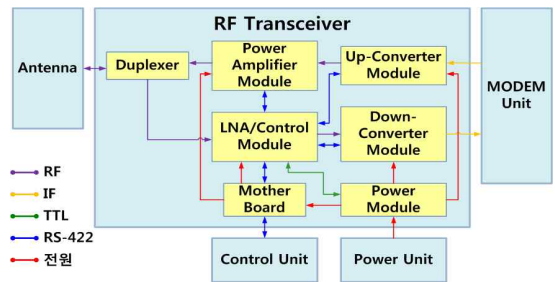 RF Transceiver
Antenna
Duplexer
Power
Amplifier
Module
Up-Converter
Module
MODEM
Unit
LNA/Control
Module
Down-
Converter
Module
Mother
Board
Power
Module
Control Unit
Power Unit
RF
IF
TTL
RS-422
전원